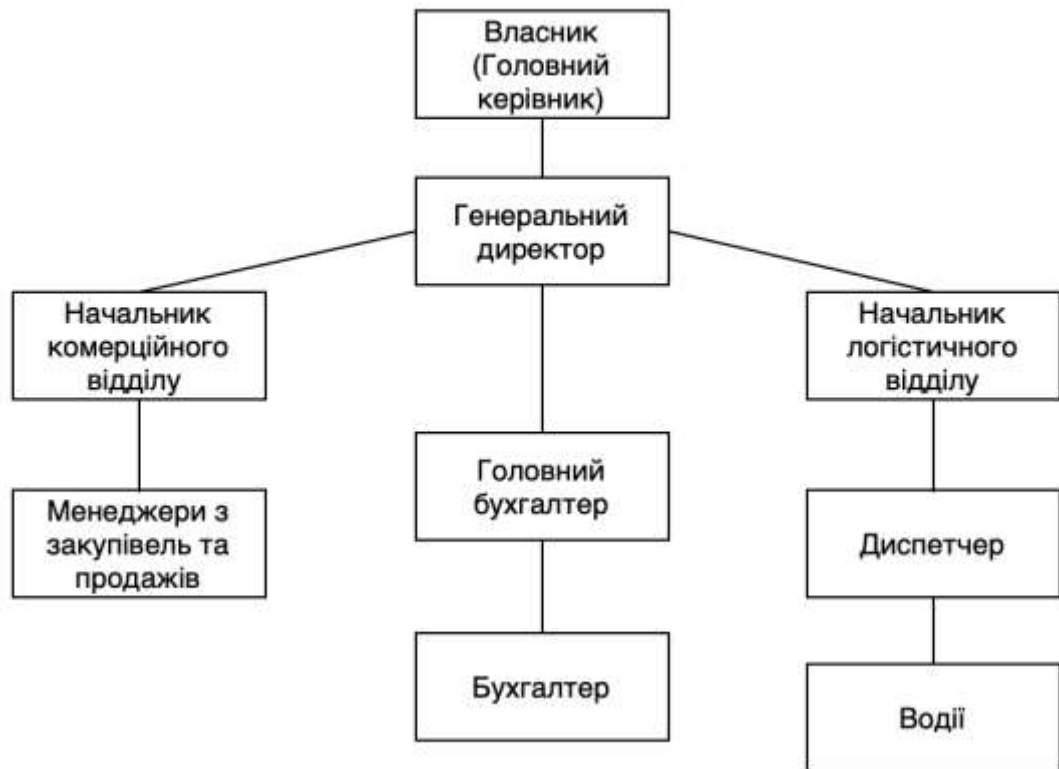 Власник
(Головний
керівник)
Генеральний
директор
Начальник
комерційного
відділу
Начальник
логістичного
відділу
Головний
бухгалтер
Менеджери з
закупівель та
продажів
Диспетчер
Бухгалтер
Водії